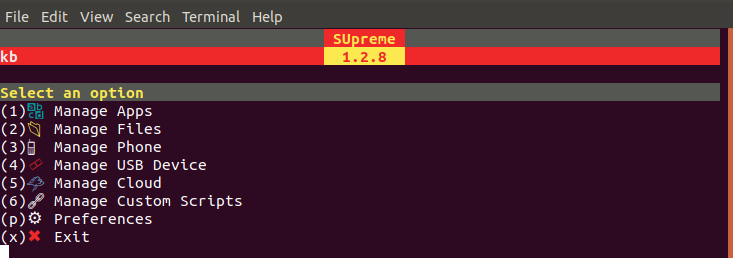 File Edit View Search Terminal Help
SUpreme
kb 1.2.8
Select an option
(1) Manage Apps
(2) Manage Files
(3) Manage Phone
(4) Manage USB Device
(5) Manage Cloud
(6) Manage Custom Scripts
(p) Preferences
(x) Exit